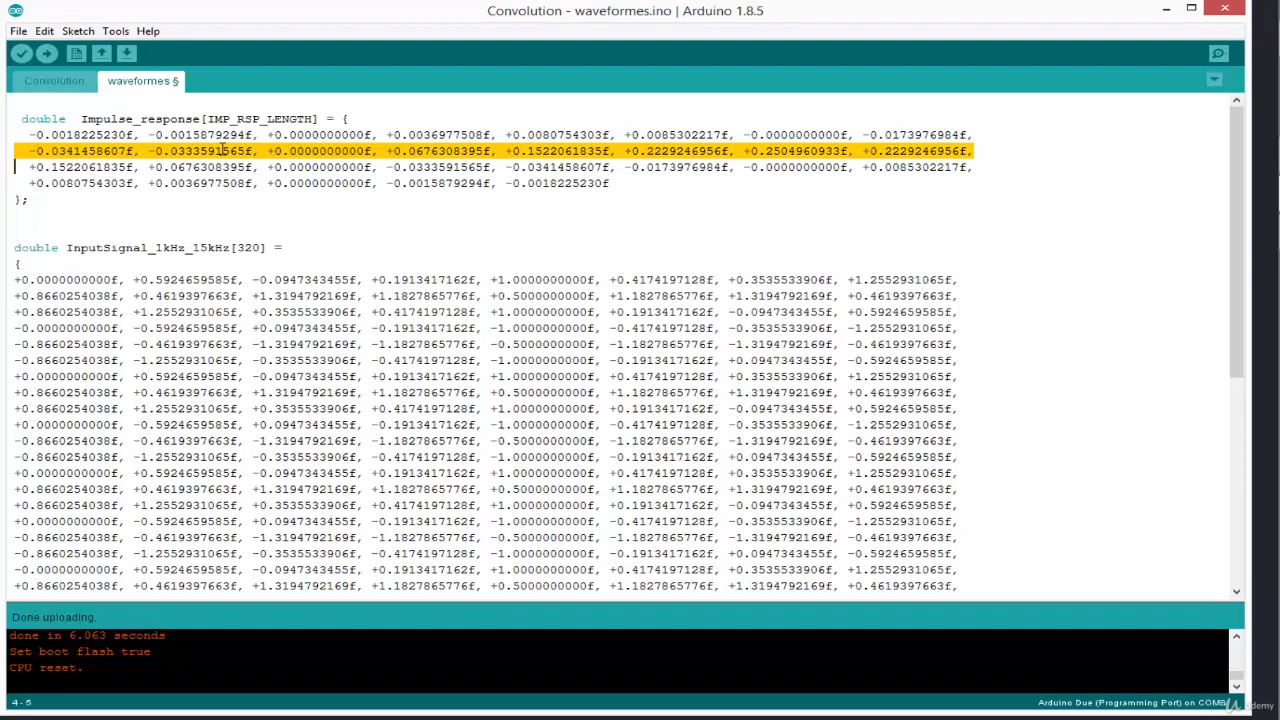 Convolution - waveformes.ino | Arduino 1.8.5
File Edit Sketch Tools Help
Convolution waveformes §
double Impulse_response[IMP_RSP_LENGTH] = {
-0.0018225230f, -0.0015879294f, +0.0000000000f, +0.0036977508f, +0.0080754303f, +0.0085302217f, -0.0000000000f, -0.0173976984f,
-0.0341458607f, -0.0333591565f, +0.0000000000f, +0.0676308395f, +0.1522061835f, +0.2229246956f, +0.2504960933f, +0.2229246956f,
+0.1522061835f, +0.0676308395f, +0.0000000000f, -0.0333591565f, -0.0341458607f, -0.0173976984f, -0.0000000000f, +0.0085302217f,
+0.0080754303f, +0.0036977508f, +0.0000000000f, -0.0015879294f, -0.0018225230f
};
double InputSignal_1kHz_15kHz[320] =
{
+0.0000000000f, +0.5924659585f, -0.0947343455f, +0.1913417162f, +1.0000000000f, +0.4174197128f, +0.3535533906f, +1.2552931065f,
+0.8660254038f, +0.4619397663f, +1.3194792169f, +1.1827865776f, +0.5000000000f, +1.1827865776f, +1.3194792169f, +0.4619397663f,
+0.8660254038f, +1.2552931065f, +0.3535533906f, +0.4174197128f, +1.0000000000f, +0.1913417162f, -0.0947343455f, +0.5924659585f,
-0.0000000000f, -0.5924659585f, +0.0947343455f, -0.1913417162f, -1.0000000000f, -0.4174197128f, -0.3535533906f, -1.2552931065f,
-0.8660254038f, -0.4619397663f, -1.3194792169f, -1.1827865776f, -0.5000000000f, -1.1827865776f, -1.3194792169f, -0.4619397663f,
-0.8660254038f, -1.2552931065f, -0.3535533906f, -0.4174197128f, -1.0000000000f, -0.1913417162f, +0.0947343455f, -0.5924659585f,
+0.0000000000f, +0.5924659585f, -0.0947343455f, +0.1913417162f, +1.0000000000f, +0.4174197128f, +0.3535533906f, +1.2552931065f,
+0.8660254038f, +0.4619397663f, +1.3194792169f, +1.1827865776f, +0.5000000000f, +1.1827865776f, +1.3194792169f, +0.4619397663f,
+0.8660254038f, +1.2552931065f, +0.3535533906f, +0.4174197128f, +1.0000000000f, +0.1913417162f, -0.0947343455f, +0.5924659585f,
+0.0000000000f, -0.5924659585f, +0.0947343455f, -0.1913417162f, -1.0000000000f, -0.4174197128f, -0.3535533906f, -1.2552931065f,
-0.8660254038f, -0.4619397663f, -1.3194792169f, -1.1827865776f, -0.5000000000f, -1.1827865776f, -1.3194792169f, -0.4619397663f,
-0.8660254038f, -1.2552931065f, -0.3535533906f, -0.4174197128f, -1.0000000000f, -0.1913417162f, +0.0947343455f, -0.5924659585f,
+0.0000000000f, +0.5924659585f, -0.0947343455f, +0.1913417162f, +1.0000000000f, +0.4174197128f, +0.3535533906f, +1.2552931065f,
+0.8660254038f, +0.4619397663f, +1.3194792169f, +1.1827865776f, +0.5000000000f, +1.1827865776f, +1.3194792169f, +0.4619397663f,
+0.8660254038f, +1.2552931065f, +0.3535533906f, +0.4174197128f, +1.0000000000f, +0.1913417162f, -0.0947343455f, +0.5924659585f,
+0.0000000000f, -0.5924659585f, +0.0947343455f, -0.1913417162f, -1.0000000000f, -0.4174197128f, -0.3535533906f, -1.2552931065f,
-0.8660254038f, -0.4619397663f, -1.3194792169f, -1.1827865776f, -0.5000000000f, -1.1827865776f, -1.3194792169f, -0.4619397663f,
-0.8660254038f, -1.2552931065f, -0.3535533906f, -0.4174197128f, -1.0000000000f, -0.1913417162f, +0.0947343455f, -0.5924659585f,
-0.0000000000f, +0.5924659585f, -0.0947343455f, +0.1913417162f, +1.0000000000f, +0.4174197128f, +0.3535533906f, +1.2552931065f,
+0.8660254038f, +0.4619397663f, +1.3194792169f, +1.1827865776f, +0.5000000000f, +1.1827865776f, +1.3194792169f, +0.4619397663f,
Done uploading.
done in 6.063 seconds
Set boot flash true
CPU reset.
4 - 5
Arduino Due (Programming Port) on COM
udemy